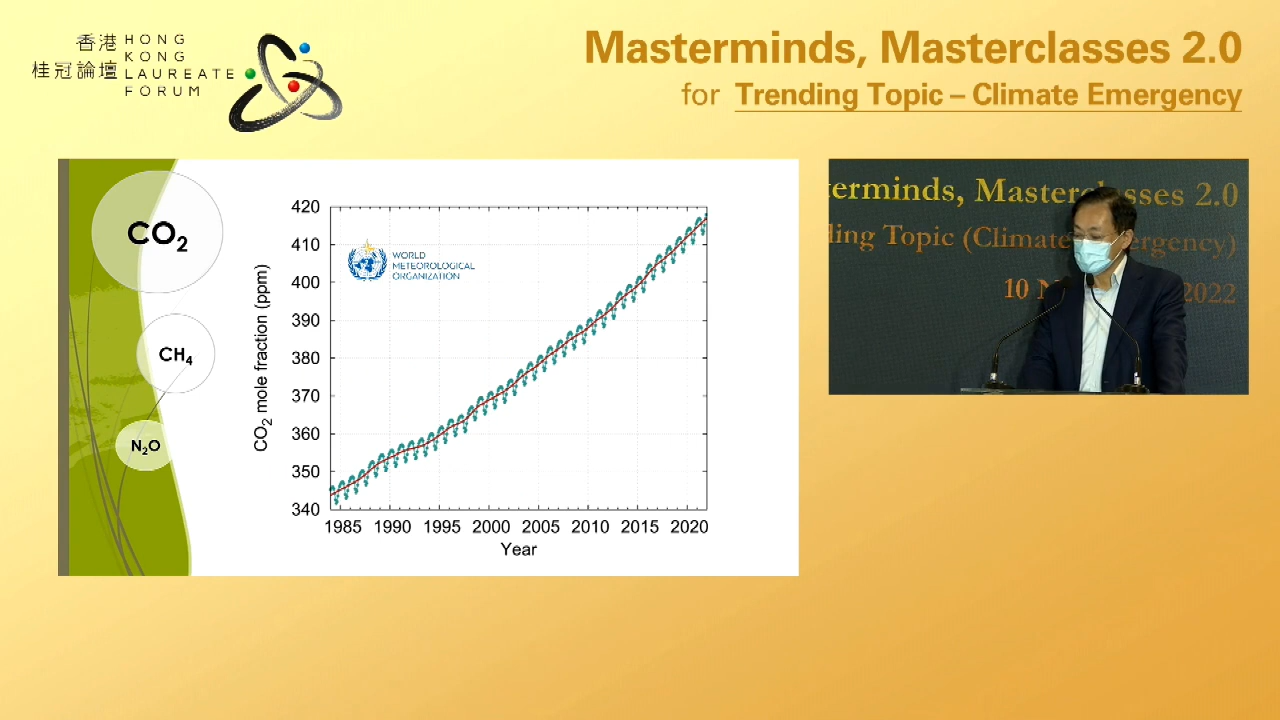 香港
桂冠論壇
HONG
KONG
LAUREATE
FORUM
Masterminds, Masterclasses 2.0
for Trending Topic – Climate Emergency
CO2
CH4
N2O
WORLD
METEOROLOGICAL
ORGANIZATION
CO2 mole fraction (ppm)
420
410
400
390
380
370
360
350
340
1985 1990 1995 2000 2005 2010 2015 2020
Year
terminds, Masterclasses 2.0
ding Topic (Climate ergency)
10 2022